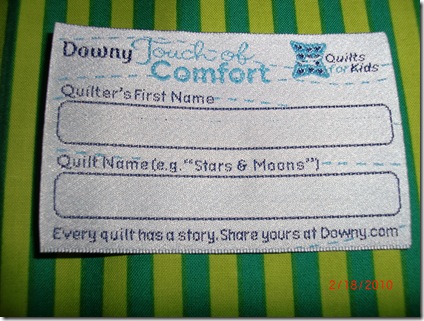 Downy Touch of Comfort
Quilts for Kids
Quilter's First Name
Quilt Name (e.g. "Stars & Moons")
Every quilt has a story. Share yours at Downy.com
2/18/2010